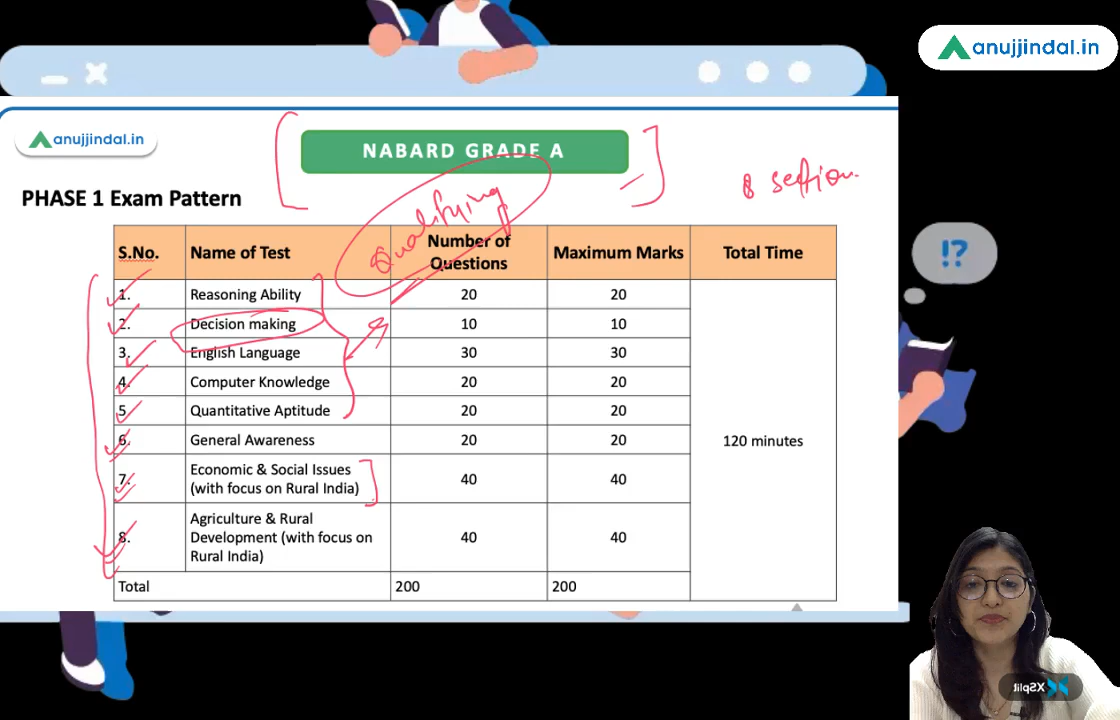 anujjindal.in
anujjindal.in
NABARD GRADE A
8 section.
PHASE 1 Exam Pattern
Qualifying
S.No. Name of Test Number of Questions Maximum Marks Total Time
1. Reasoning Ability 20 20
2. Decision making 10 10
3. English Language 30 30
4. Computer Knowledge 20 20
5 Quantitative Aptitude 20 20
6. General Awareness 20 20
120 minutes
7. Economic & Social Issues
(with focus on Rural India) 40 40
8. Agriculture & Rural
Development (with focus on
Rural India) 40 40
Total 200 200
!?
XSplit